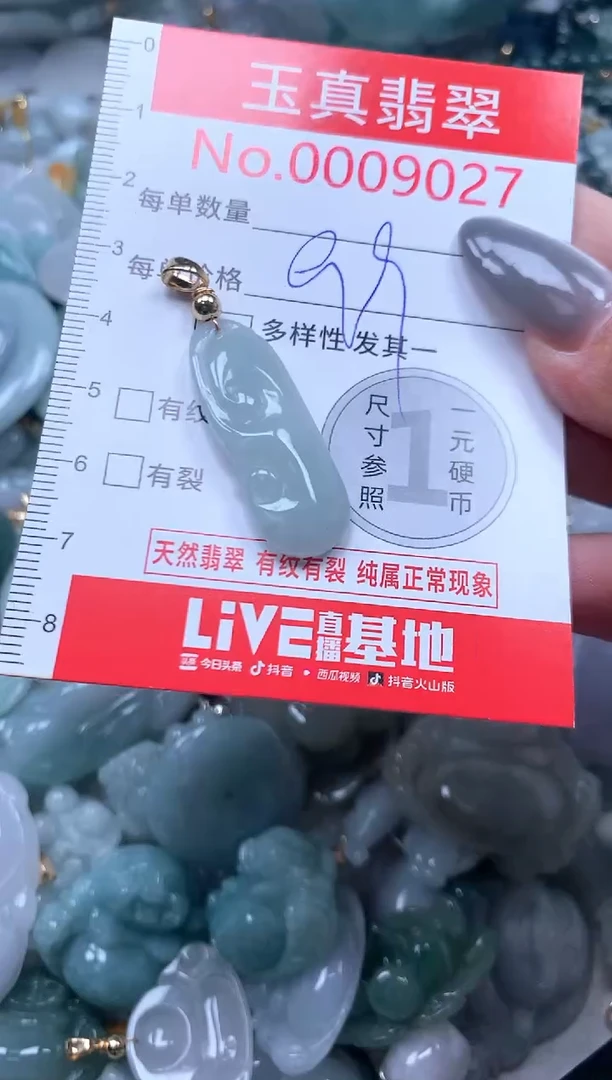 0
玉真翡翠
1
No.0009027
2
每单数量
3
每单价格
4
多样性 发其一
5
有纹
尺寸参照
1
一元硬币
6
有裂
7
天然翡翠 有纹有裂 纯属正常现象
8
LiVE直播基地
头条 今日头条 抖音 西瓜视频 抖音火山版